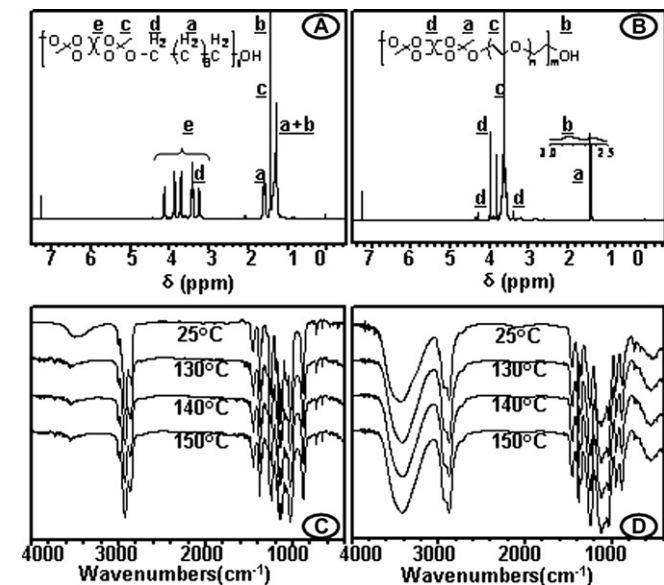 e c d a b A
H₂ H₂ H₂
O O O O O C C C OH
c
a+b
e
d a
7 6 5 4 3 2 1 0
δ (ppm)
d a c b B
O O O O O O OH
n m
c
d b
3.0 2.5
a
d d
7 6 5 4 3 2 1 0
δ (ppm)
25°C
130°C
140°C
150°C
C
4000 3000 2000 1000
Wavenumbers(cm⁻¹)
25°C
130°C
140°C
150°C
D
4000 3000 2000 1000
Wavenumbers(cm⁻¹)